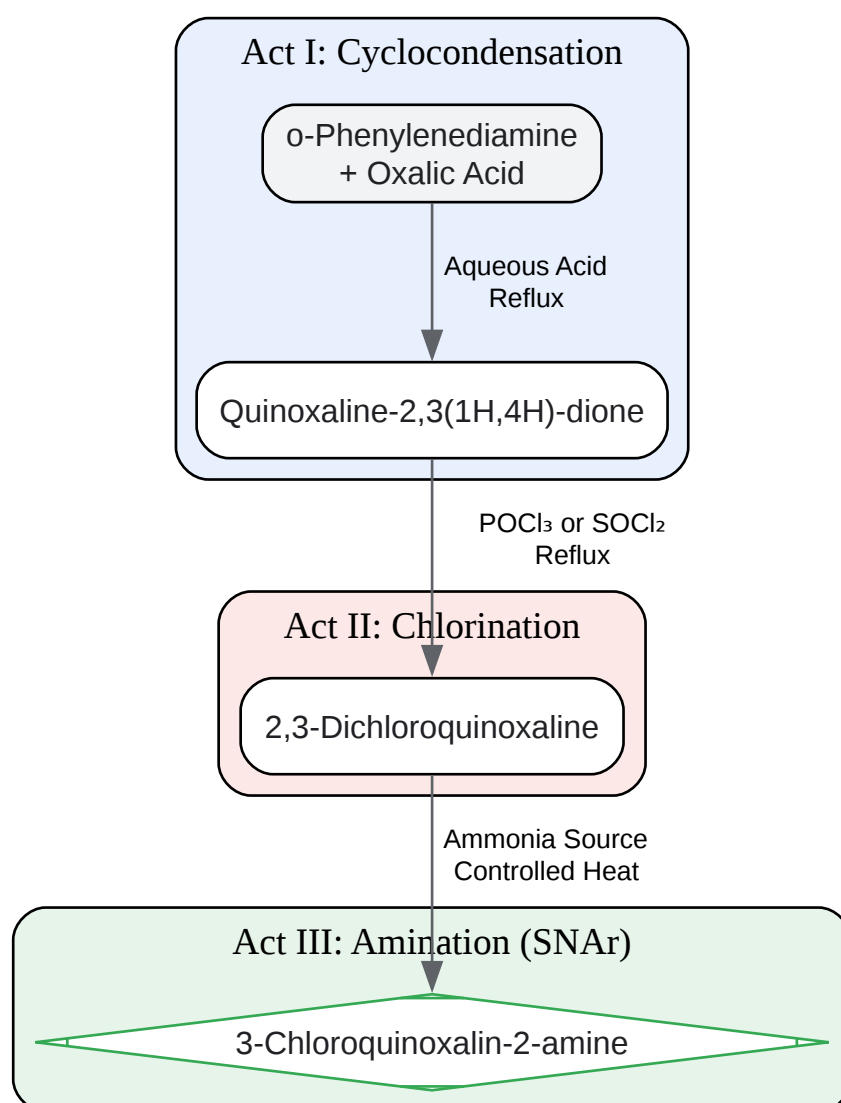 Act I: Cyclocondensation
o-Phenylenediamine
+ Oxalic Acid
Aqueous Acid
Reflux
Quinoxaline-2,3(1H,4H)-dione
POCl₃ or SOCl₂
Reflux
Act II: Chlorination
2,3-Dichloroquinoxaline
Ammonia Source
Controlled Heat
Act III: Amination (SNAr)
3-Chloroquinoxalin-2-amine